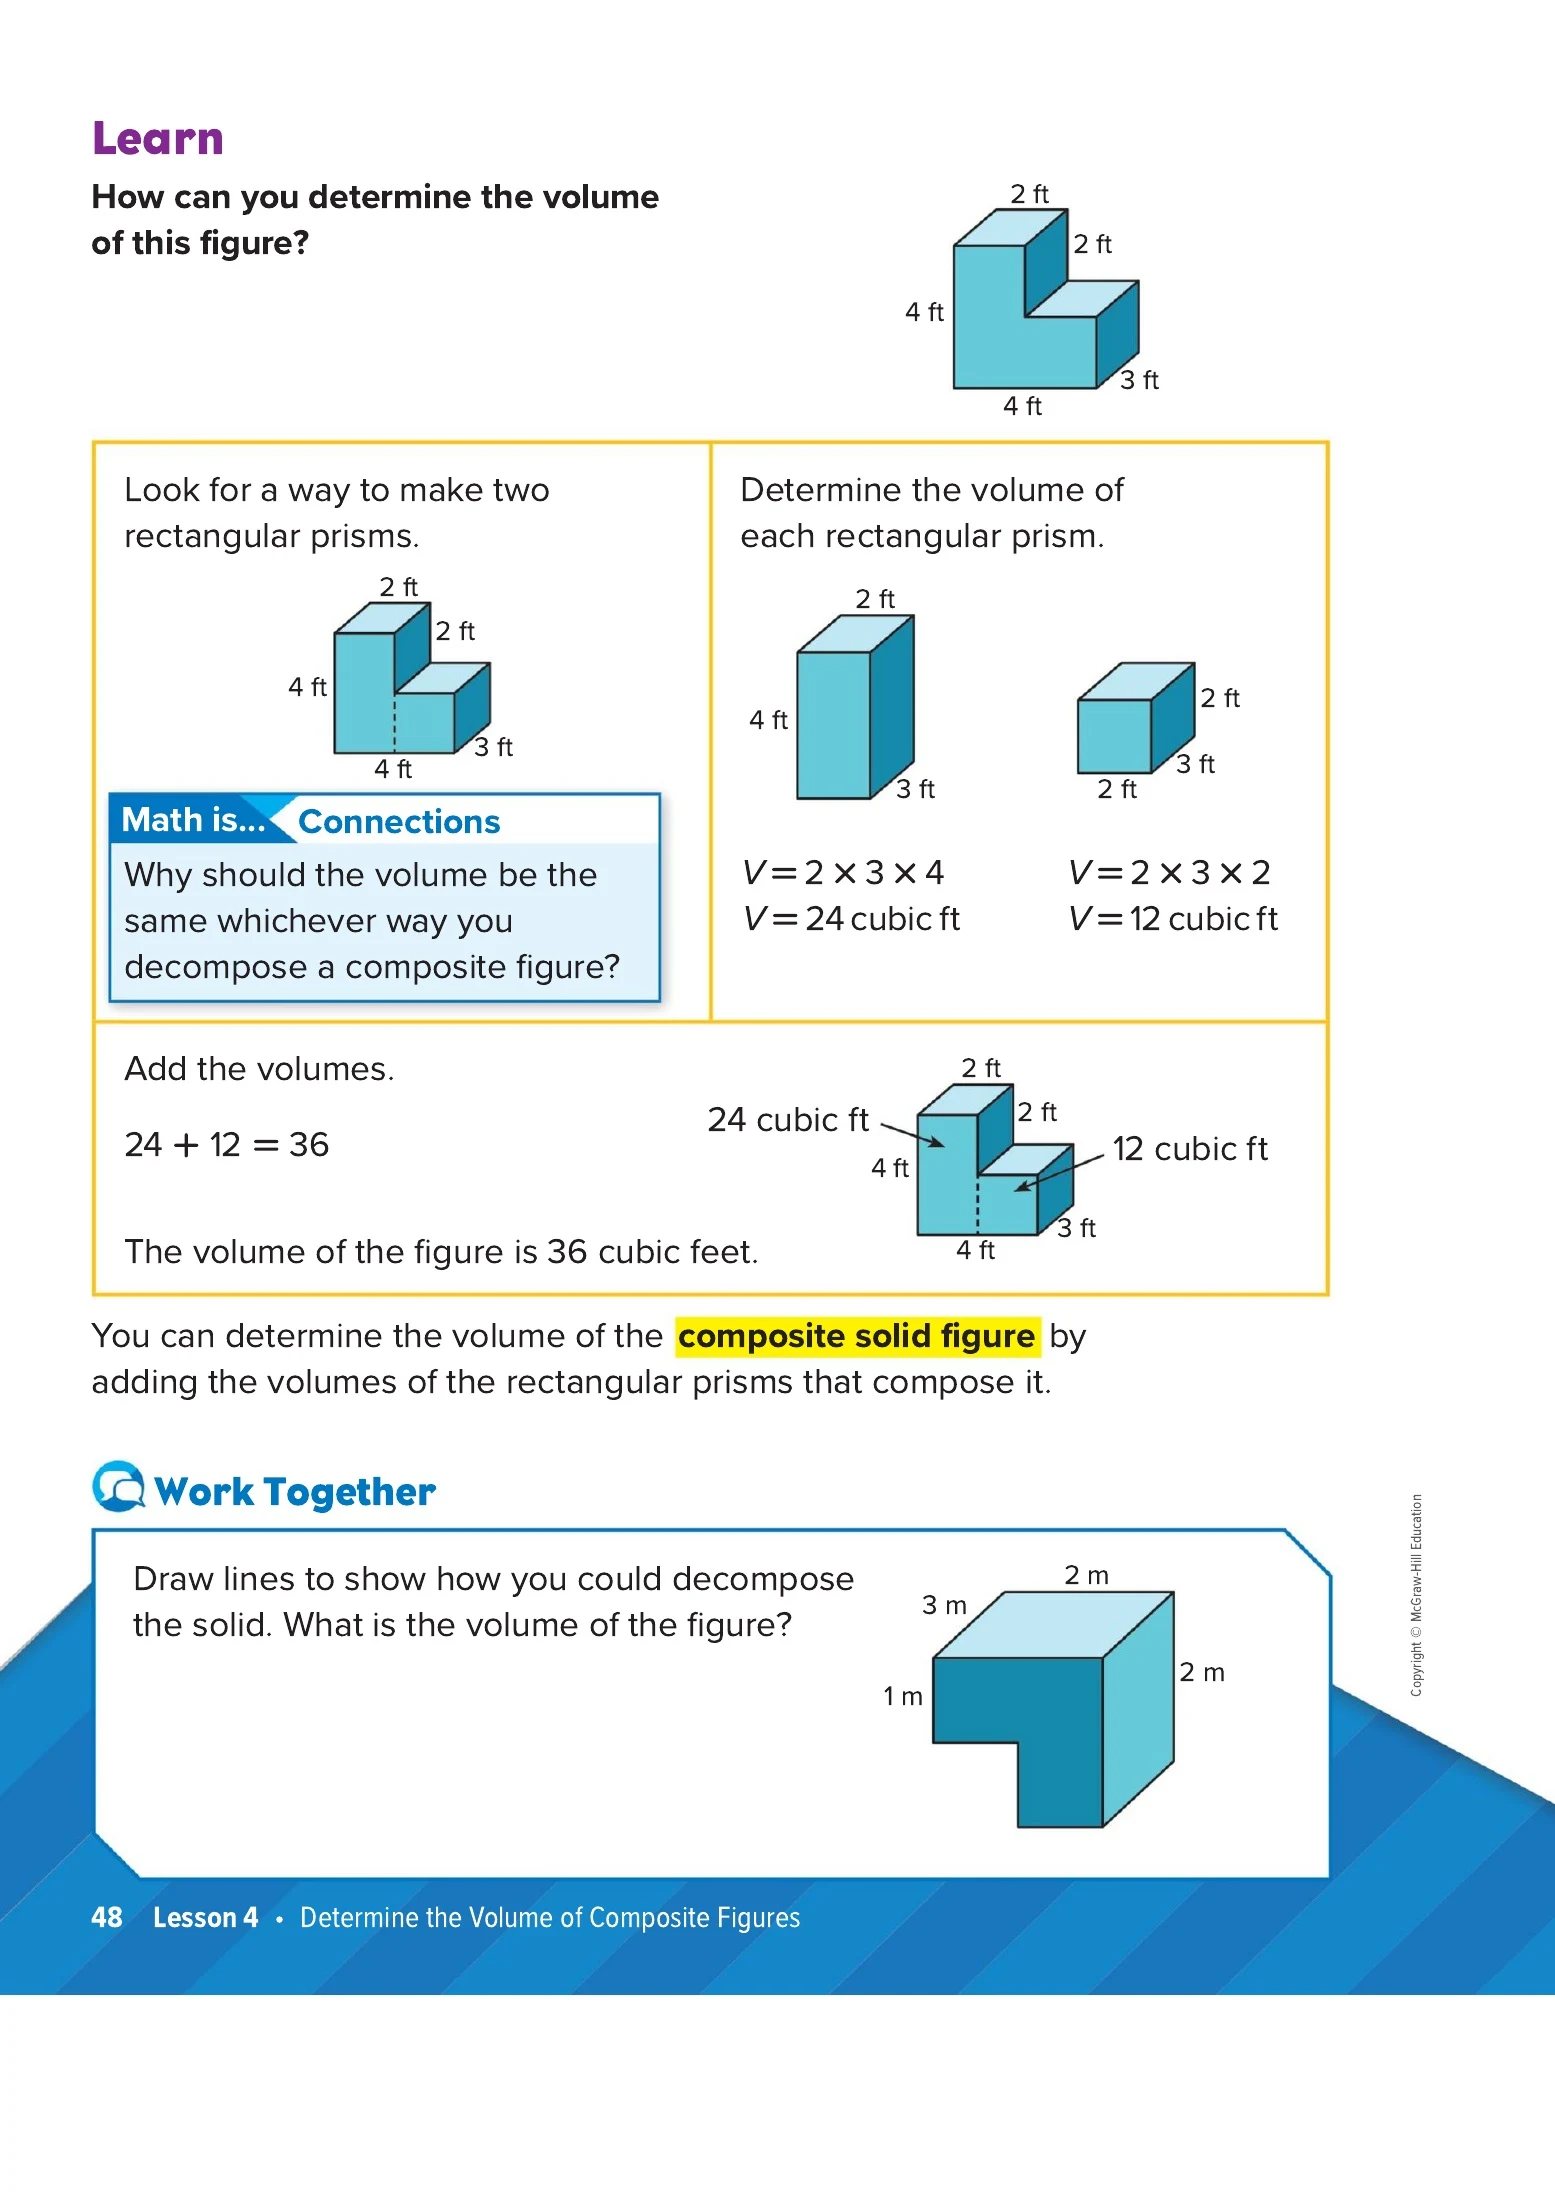 Learn
How can you determine the volume
of this figure?
2 ft
2 ft
4 ft
3 ft
4 ft
Look for a way to make two
rectangular prisms.
2 ft
2 ft
4 ft
3 ft
4 ft
Math is... Connections
Why should the volume be the
same whichever way you
decompose a composite figure?
Determine the volume of
each rectangular prism.
2 ft
4 ft
3 ft
2 ft
3 ft
2 ft
V = 2 × 3 × 4
V = 24 cubic ft
V = 2 × 3 × 2
V = 12 cubic ft
Add the volumes.
24 + 12 = 36
The volume of the figure is 36 cubic feet.
2 ft
24 cubic ft
2 ft
12 cubic ft
4 ft
3 ft
4 ft
You can determine the volume of the composite solid figure by
adding the volumes of the rectangular prisms that compose it.
Work Together
Draw lines to show how you could decompose
the solid. What is the volume of the figure?
2 m
3 m
2 m
1 m
Copyright © McGraw-Hill Education
48 Lesson 4 • Determine the Volume of Composite Figures